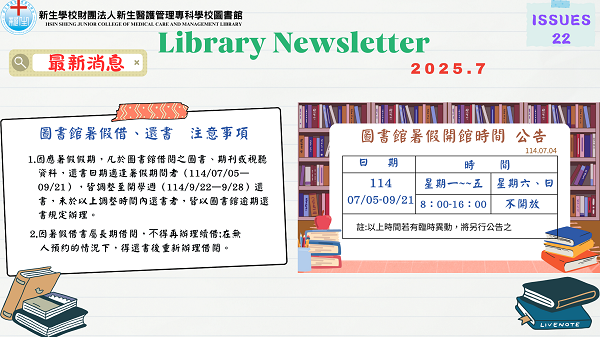 新生學校財團法人新生醫護管理專科學校圖書館
HSIN SHENG JUNIOR COLLEGE OF MEDICAL CARE AND MANAGEMENT LIBRARY
Library Newsletter
ISSUES
22
最新消息
2025.7
圖書館暑假借、還書 注意事項
1.因應暑假假期，凡於圖書館借閱之圖書、期刊或視聽
資料，還書日期適逢暑假期間者（114/07/05—
09/21），皆調整至開學週（114/9/22—9/28）還
書，未於以上調整時間內還書者，皆以圖書館逾期還
書規定辦理。
2.因暑假借書屬長期借閱，不得再辦理續借;在無
人預約的情況下，得還書後重新辦理借閱。
圖書館暑假開館時間 公告
114.07.04
日 期 時 間
114
07/05-09/21
星期一~~五 星期六、日
8：00-16：00 不開放
註:以上時間若有臨時異動，將另行公告之
LIVENOTE